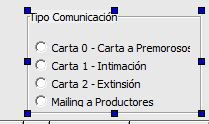 Tipo Comunicación
Carta 0 - Carta a Premorosos
Carta 1 - Intimación
Carta 2 - Extinsión
Mailing a Productores